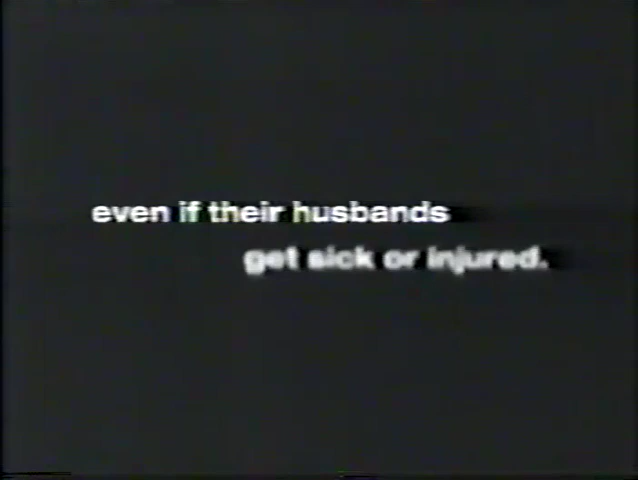 even if their husbands
get sick or injured.